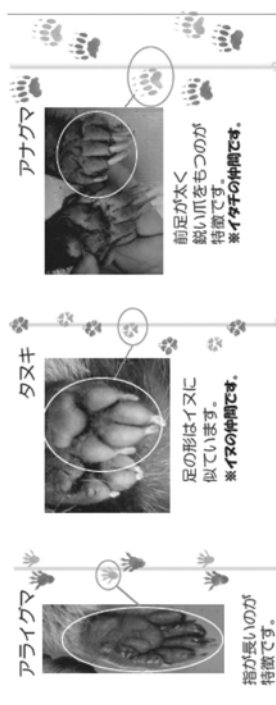 アライグマ
指が長いのが
特徴です。
タヌキ
足の形はイヌに
似ています。
※イヌの仲間です。
アナグマ
前足が太く
鋭い爪をもつのが
特徴です。
※イタチの仲間です。